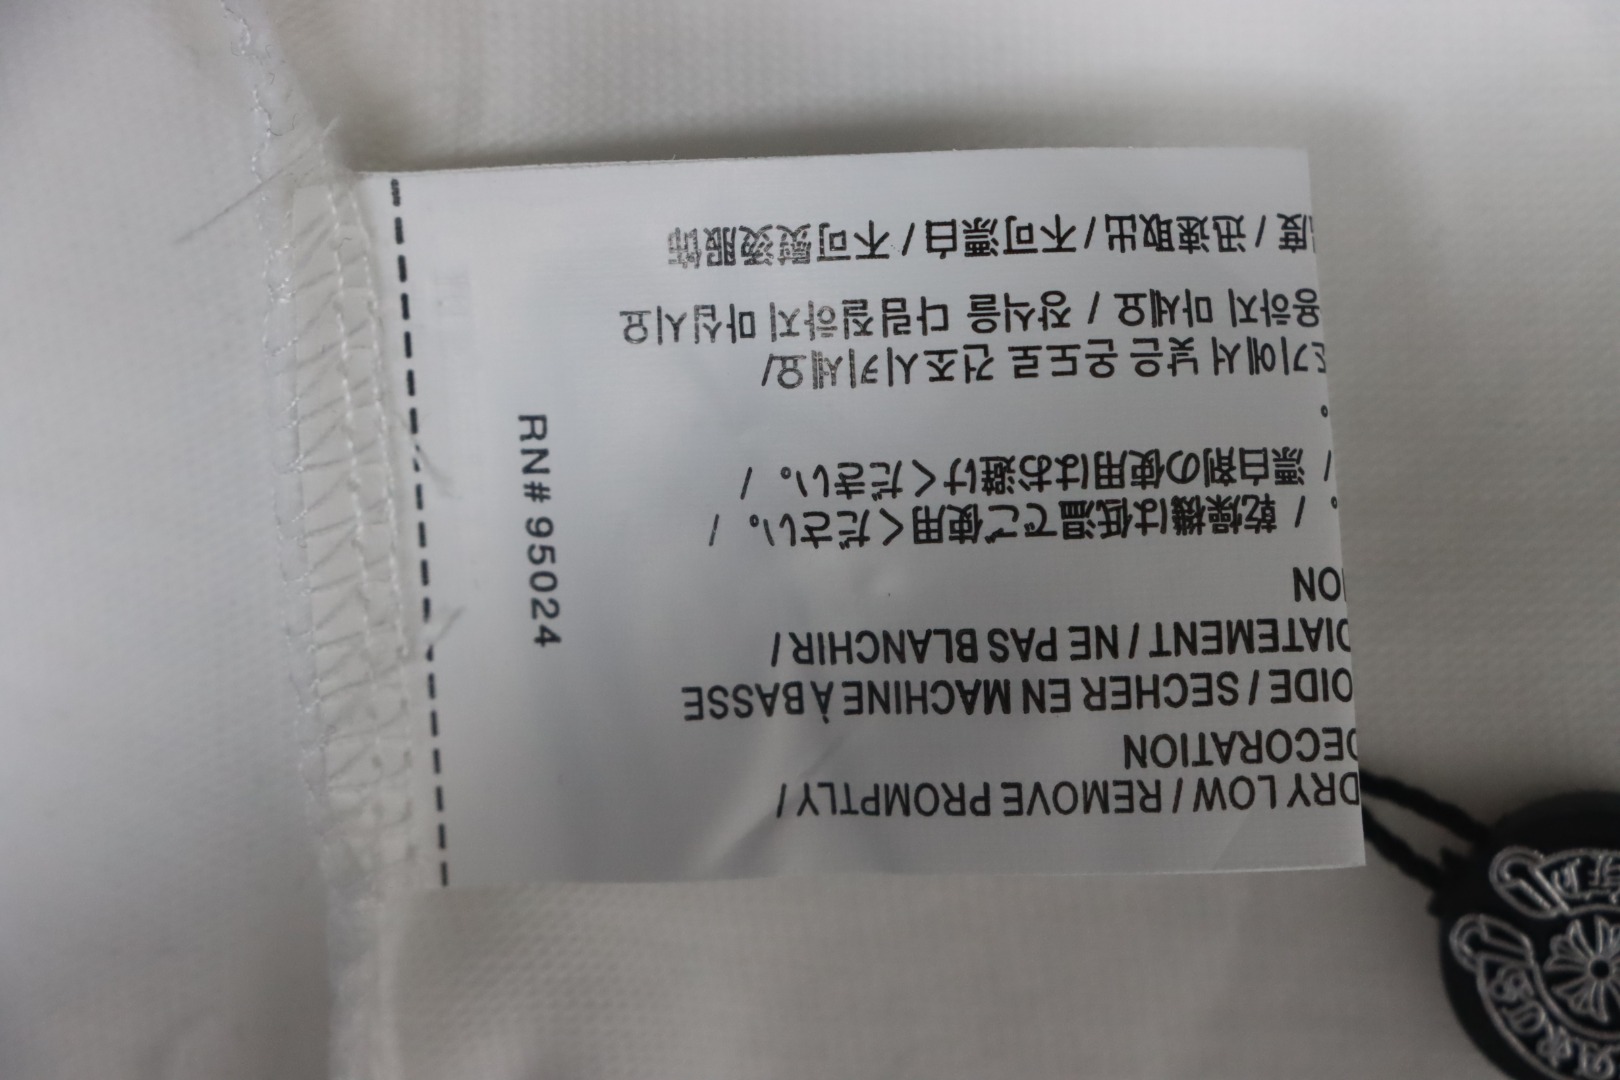 DRY LOW / REMOVE PROMPTLY /
DECORATION
OIDE / SECHER EN MACHINE À BASSE
DIATEMENT / NE PAS BLANCHIR /
ION
。 / 乾燥機は低温でご使用ください。 /
/ 漂白剤の使用はお避けください。 /
。
기에서 낮은 온도로 건조시키세요/
용하지 마세요 / 장식을 다림질하지 마십시요
度 / 迅速取出 / 不可漂白 / 不可熨燙服飾
RN# 95024